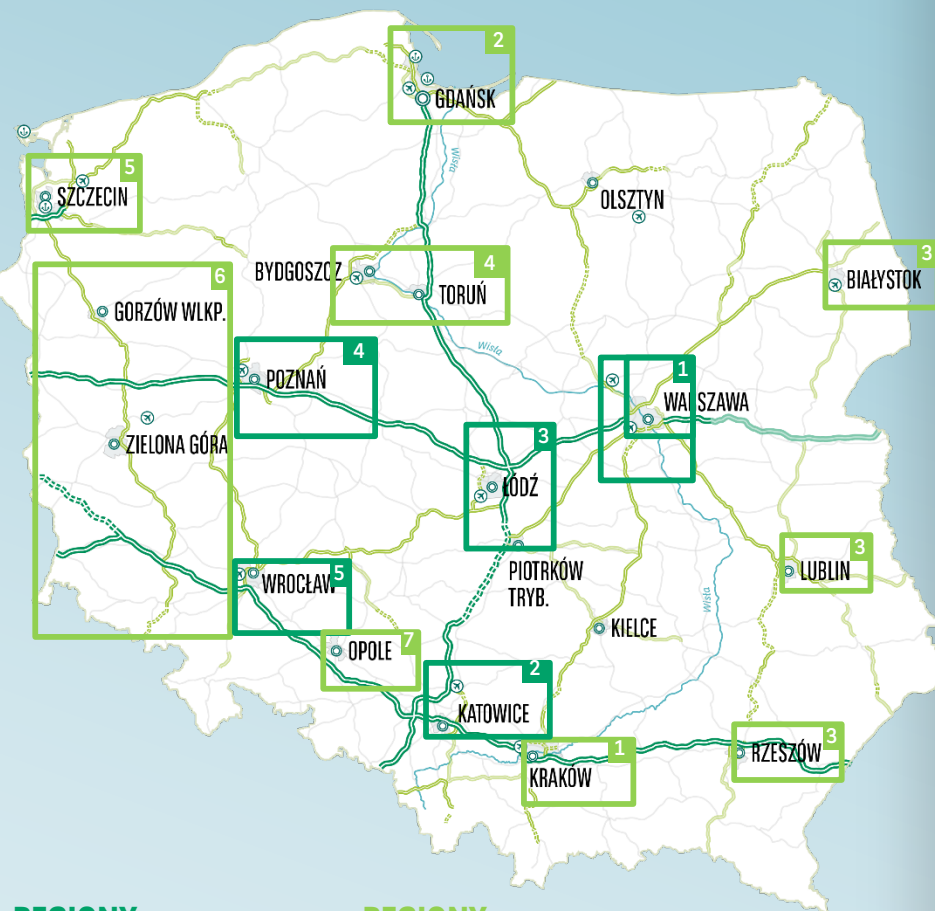 2
GDAŃSK
Wisła
5
SZCZECIN
OLSZTYN
3
BIAŁYSTOK
BYDGOSZCZ
4
TORUŃ
6
GORZÓW WLKP.
Wisła
4
POZNAŃ
1
WARSZAWA
3
ZIELONA GÓRA
ŁÓDŹ
3
LUBLIN
PIOTRKÓW
TRYB.
5
WROCŁAW
Wisła
KIELCE
7
OPOLE
2
KATOWICE
1
KRAKÓW
3
RZESZÓW
REGIONY
REGIONY